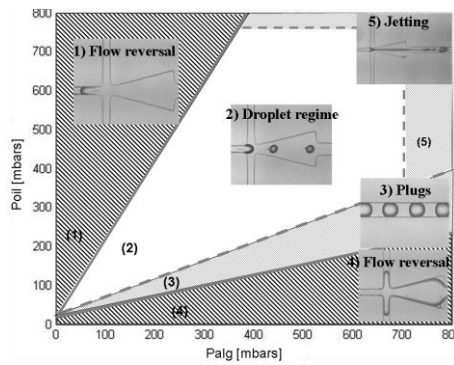 800
700
600
500
400
300
200
100
0
Poil [mbars]
1) Flow reversal
5) Jetting
2) Droplet regime
(5)
3) Plugs
(1)
(2)
4) Flow reversal
(3)
(4)
0 100 200 300 400 500 600 700 800
Palg [mbars]